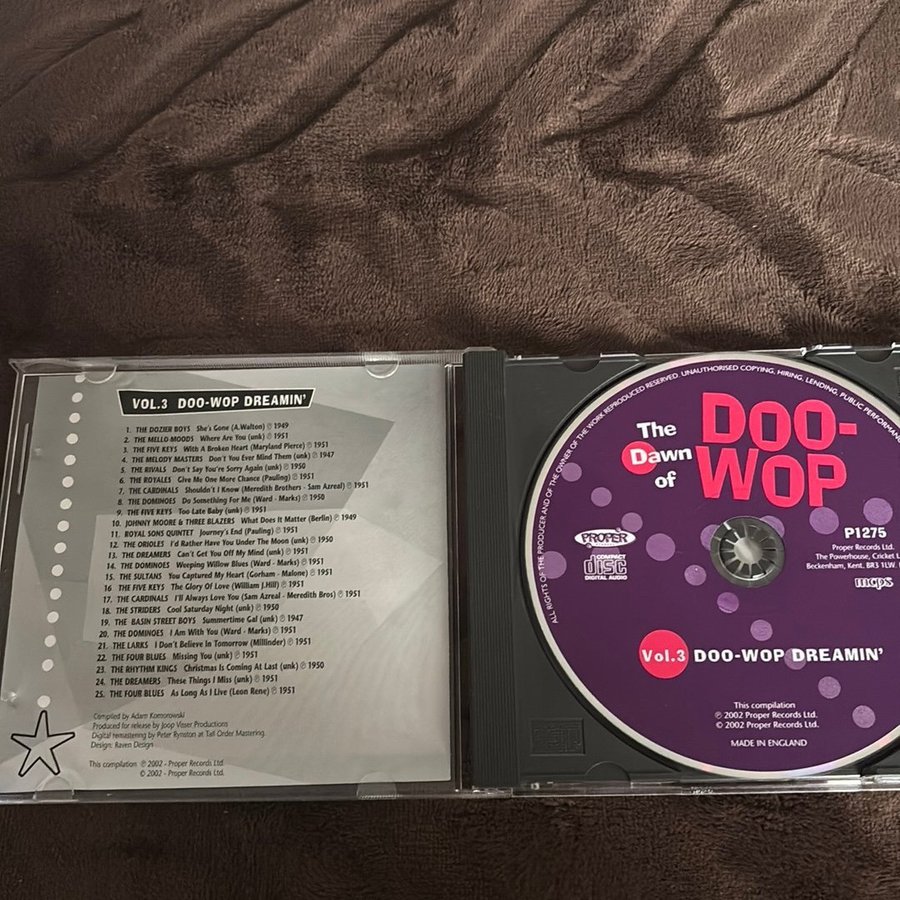 VOL.3 DOO-WOP DREAMIN'
1. THE DOZIER BOYS She's Gone (A.Walton) ℗ 1949
2. THE MELLO-MOODS Where Are You (unk) ℗ 1951
3. THE FIVE KEYS With A Broken Heart (Maryland Pierce) ℗ 1951
4. THE MELODY MASTERS Don't You Ever Mind Them (unk) ℗ 1947
5. THE RIVALS Don't Say You're Sorry Again (unk) ℗ 1950
6. THE ROYALES Give Me One More Chance (Pauling) ℗ 1951
7. THE CARDINALS Shouldn't I Know (Meredith Brothers - Sam Azreal) ℗ 1951
8. THE DOMINOES Do Something For Me (Ward - Marks) ℗ 1950
9. THE FIVE KEYS Too Late Baby (unk) ℗ 1951
10. JOHNNY MOORE & THREE BLAZERS What Does It Matter (Berlin) ℗ 1949
11. ROYAL SONS QUINTET Journey's End (Pauling) ℗ 1951
12. THE ORIOLES I'd Rather Have You Under The Moon (unk) ℗ 1950
13. THE DREAMERS Can't Get You Off My Mind (unk) ℗ 1951
14. THE DOMINOES Weeping Willow Blues (Ward - Marks) ℗ 1951
15. THE SULTANS You Captured My Heart (Gorham - Malone) ℗ 1951
16 THE FIVE KEYS The Glory Of Love (William J.Hill) ℗ 1951
17. THE CARDINALS I'll Always Love You (Sam Azreal - Meredith Bros) ℗ 1951
18. THE STRIDERS Cool Saturday Night (unk) ℗ 1950
19. THE BASIN STREET BOYS Summertime Gal (unk) ℗ 1947
20. THE DOMINOES I Am With You (Ward - Marks) ℗ 1951
21. THE LARKS I Don't Believe In Tomorrow (Millinder) ℗ 1951
22. THE FOUR BLUES Missing You (unk) ℗ 1951
23. THE RHYTHM KINGS Christmas Is Coming At Last (unk) ℗ 1950
24. THE DREAMERS These Things I Miss (unk) ℗ 1951
25. THE FOUR BLUES As Long As I Live (Leon Rene) ℗ 1951
Compiled by Adam Komorowski
Produced for release by Joop Visser Productions
Digital remastering by Peter Rynston at Tall Order Mastering.
Design: Raven Design
This compilation ℗ 2002 - Proper Records Ltd.
© 2002 - Proper Records Ltd.
ALL RIGHTS OF THE PRODUCER AND OF THE OWNER OF THE WORK REPRODUCED RESERVED. UNAUTHORISED COPYING, HIRING, LENDING, PUBLIC PERFORMANCE
The Dawn of
DOO-WOP
PROPER
COMPACT
disc
DIGITAL AUDIO
P1275
Proper Records Ltd.
The Powerhouse, Cricket L
Beckenham, Kent. BR3 1LW.
mcps
Vol.3 DOO-WOP DREAMIN'
This compilation
℗ 2002 Proper Records Ltd.
© 2002 Proper Records Ltd.
MADE IN ENGLAND